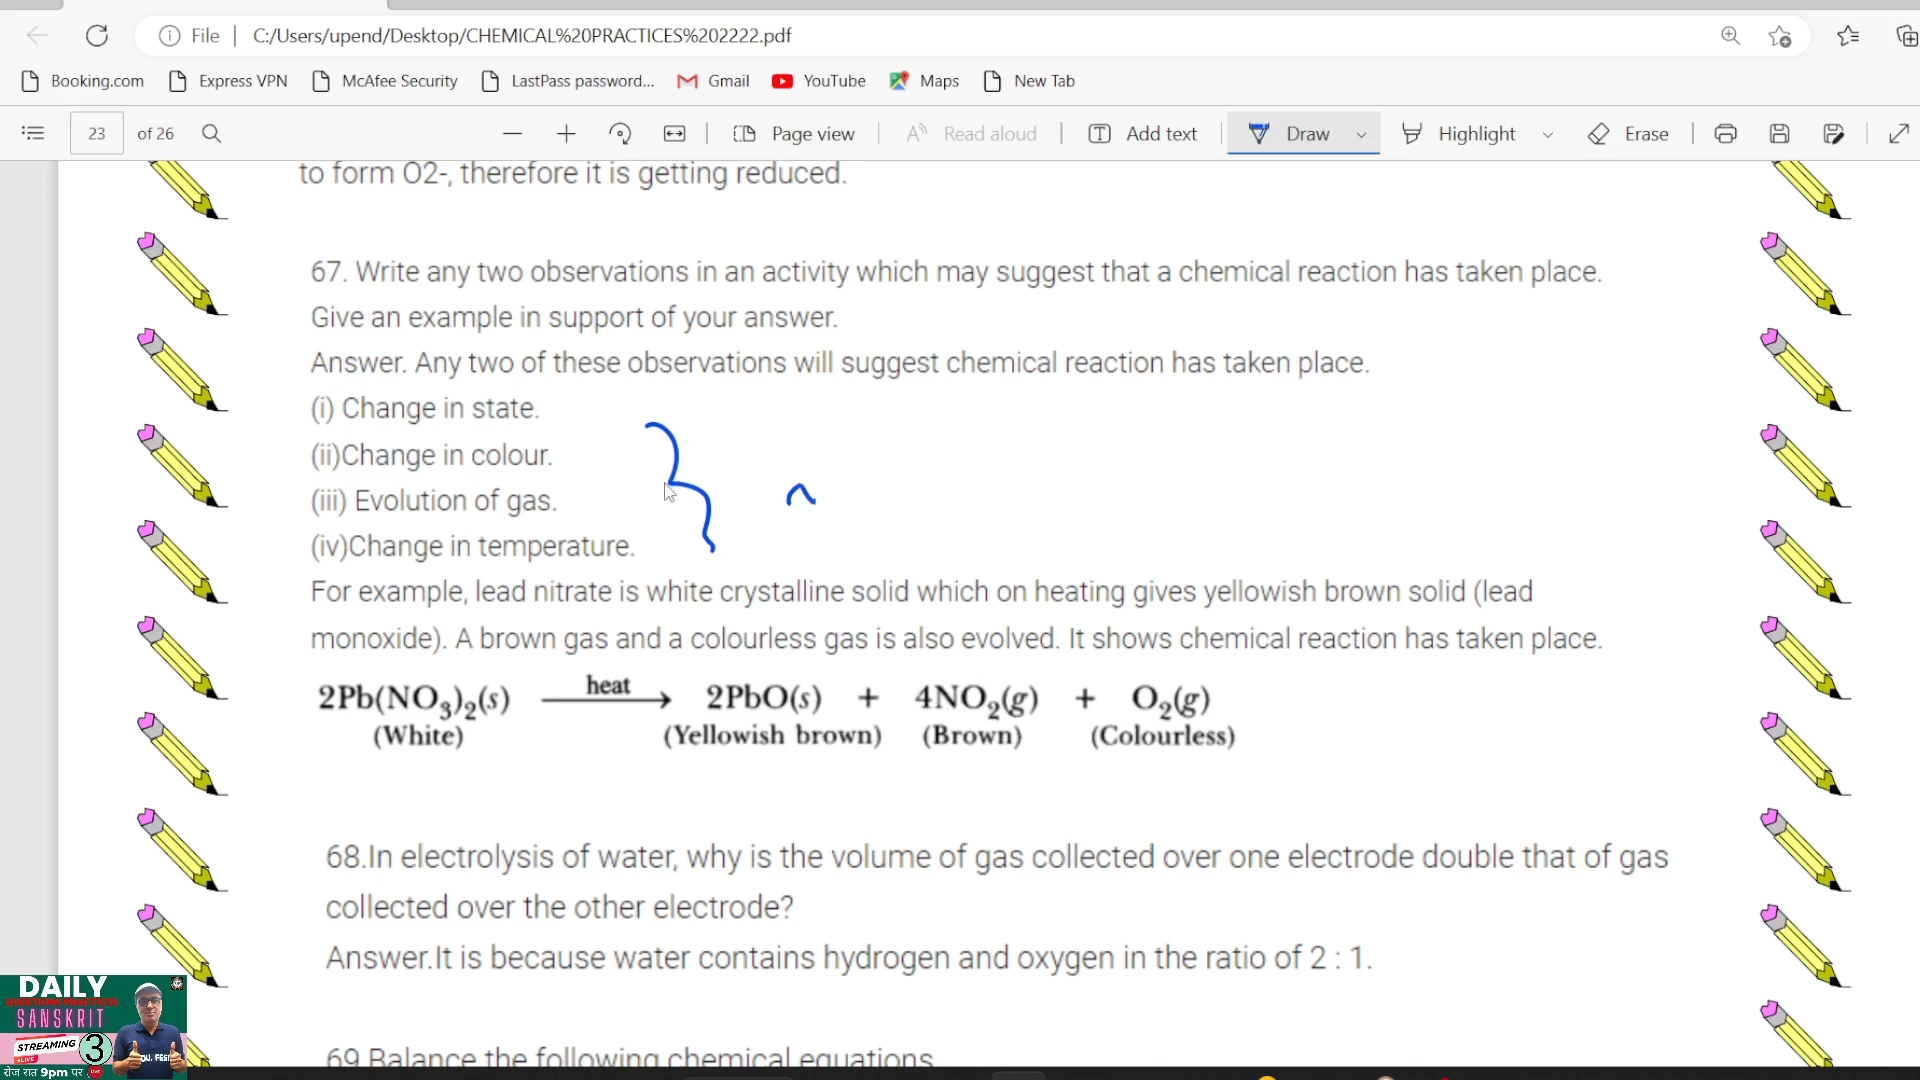 File | C:/Users/upend/Desktop/CHEMICAL%20PRACTICES%202222.pdf
Booking.com Express VPN McAfee Security LastPass password... Gmail YouTube Maps New Tab
23 of 26 Page view Read aloud Add text Draw Highlight Erase
to form O2-, therefore it is getting reduced.
67. Write any two observations in an activity which may suggest that a chemical reaction has taken place.
Give an example in support of your answer.
Answer. Any two of these observations will suggest chemical reaction has taken place.
(i) Change in state.
(ii)Change in colour.
(iii) Evolution of gas.
(iv)Change in temperature.
For example, lead nitrate is white crystalline solid which on heating gives yellowish brown solid (lead
monoxide). A brown gas and a colourless gas is also evolved. It shows chemical reaction has taken place.
heat
2Pb(NO₃)₂(s) → 2PbO(s) + 4NO₂(g) + O₂(g)
(White) (Yellowish brown) (Brown) (Colourless)
68.In electrolysis of water, why is the volume of gas collected over one electrode double that of gas
collected over the other electrode?
Answer.It is because water contains hydrogen and oxygen in the ratio of 2 : 1.
69.Balance the following chemical equations.
DAILY
QUESTIONS PRACTICES
SANSKRIT
STREAMING 3
LIVE
रोज रात 9pm पर LIVE